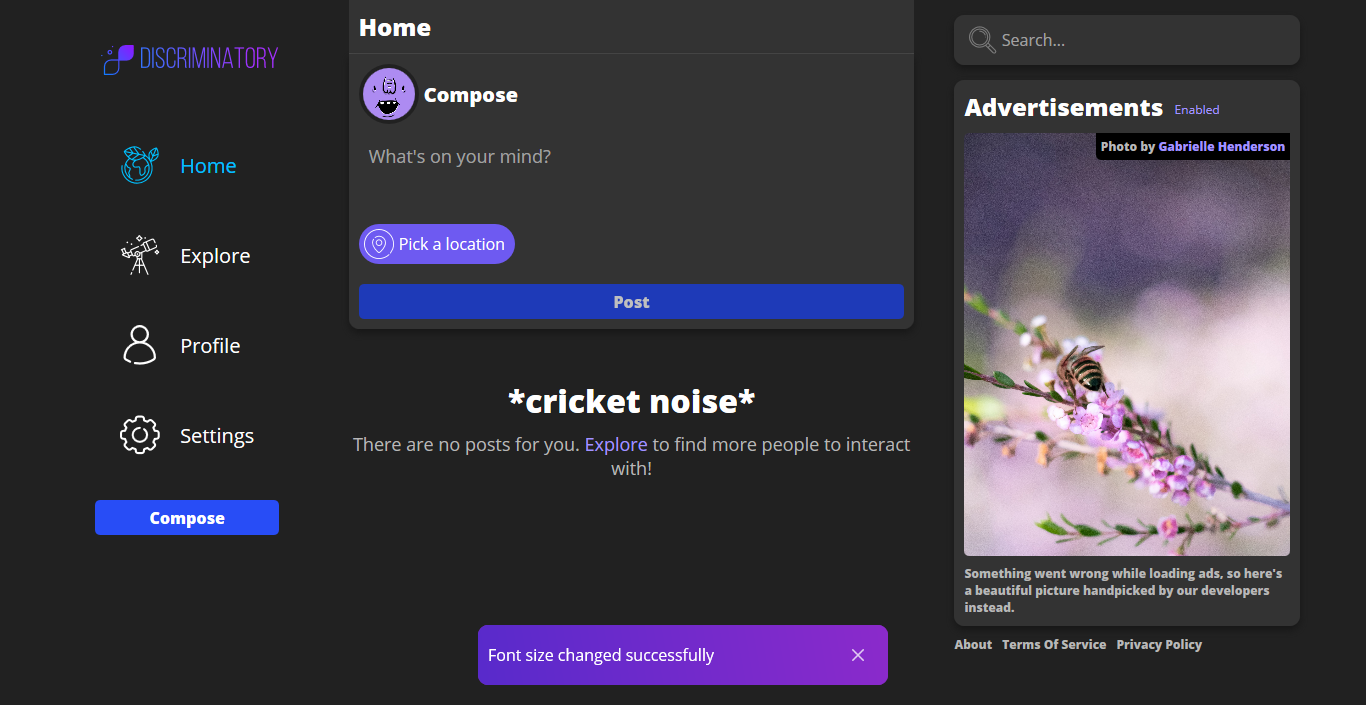 DISCRIMINATORY
Home
Explore
Profile
Settings
Compose
Home
Compose
What's on your mind?
Pick a location
Post
*cricket noise*
There are no posts for you. Explore to find more people to interact
with!
Font size changed successfully
Search...
Advertisements Enabled
Photo by Gabrielle Henderson
Something went wrong while loading ads, so here's
a beautiful picture handpicked by our developers
instead.
About Terms Of Service Privacy Policy